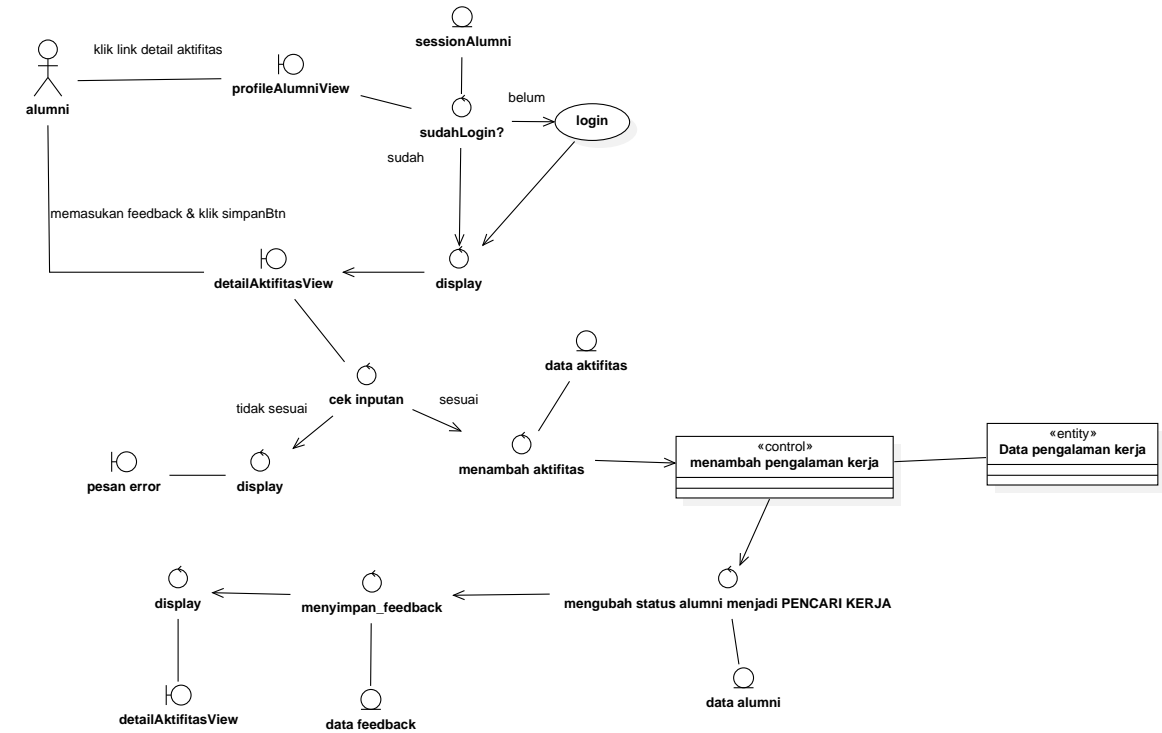 sessionAlumni
klik link detail aktifitas
profileAlumniView
alumni
belum
login
sudahLogin?
sudah
memasukan feedback & klik simpanBtn
detailAktifitasView
display
data aktifitas
cek inputan
tidak sesuai
sesuai
menambah aktifitas
«control»
menambah pengalaman kerja
«entity»
Data pengalaman kerja
pesan error
display
display
menyimpan_feedback
mengubah status alumni menjadi PENCARI KERJA
detailAktifitasView
data feedback
data alumni